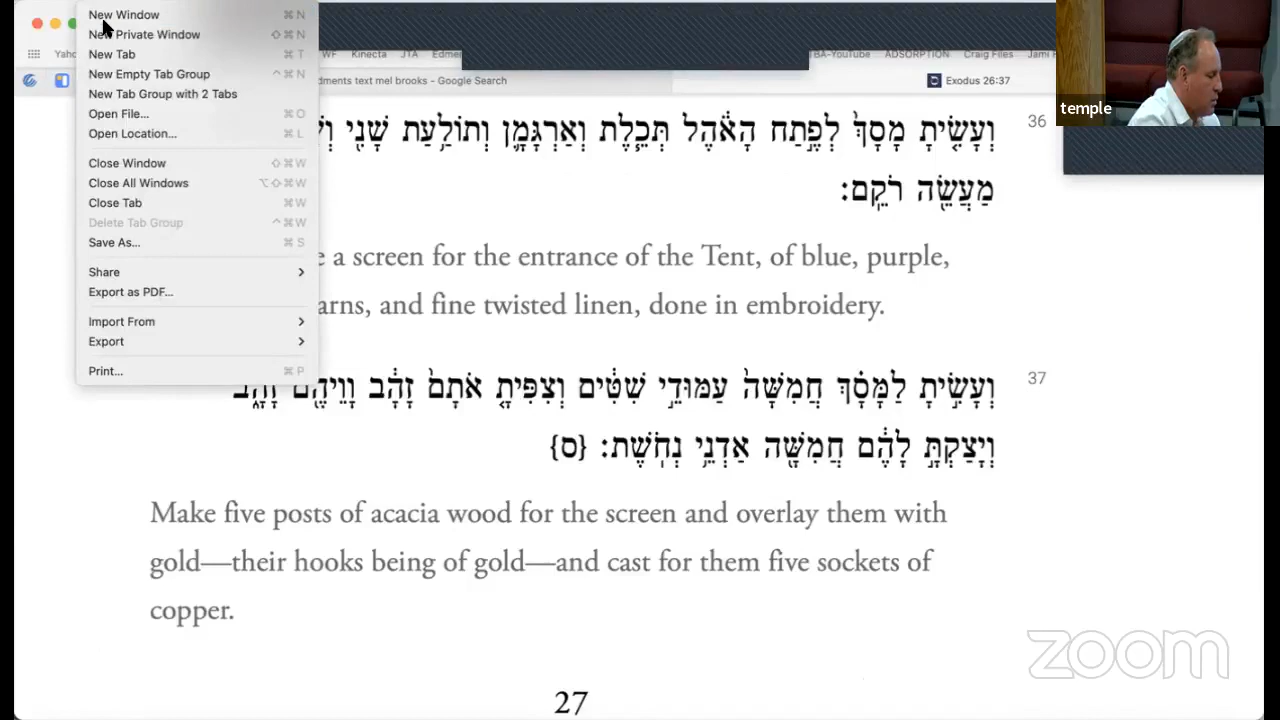 New Window ⌘N
New Private Window ⇧⌘N
New Tab ⌘T
New Empty Tab Group ^⌘N
New Tab Group with 2 Tabs
Open File... ⌘O
Open Location... ⌘L
Close Window ⇧⌘W
Close All Windows ⌥⇧⌘W
Close Tab ⌘W
Delete Tab Group ^⌘W
Save As... ⌘S
Share
Export as PDF...
Import From
Export
Print... ⌘P
WF Kinecta JTA BA-YouTube ADSORPTION Craig Files
text mel brooks - Google Search
Exodus 26:37
temple
36
וְעָשִׂ֤יתָ מָסָךְ֙ לְפֶ֣תַח הָאֹ֔הֶל תְּכֵ֧לֶת וְאַרְגָּמָ֛ן וְתוֹלַ֥עַת שָׁנִ֖י
מַעֲשֵׂ֖ה רֹקֵֽם׃
a screen for the entrance of the Tent, of blue, purple,
and fine twisted linen, done in embroidery.
37
וְעָשִׂ֣יתָ לַמָּסָ֗ךְ חֲמִשָּׁה֙ עַמּוּדֵ֣י שִׁטִּ֔ים וְצִפִּיתָ֤ אֹתָם֙ זָהָ֔ב וָוֵיהֶ֖ם זָהָ֑ב
וְיָצַקְתָּ֣ לָהֶ֔ם חֲמִשָּׁ֖ה אַדְנֵ֥י נְחֹֽשֶׁת׃ {ס}
Make five posts of acacia wood for the screen and overlay them with
gold—their hooks being of gold—and cast for them five sockets of
copper.
zoom
27